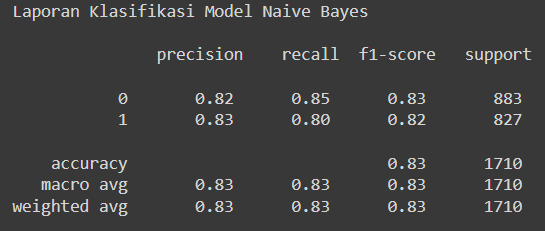 Laporan Klasifikasi Model Naive Bayes
precision recall f1-score support
0 0.82 0.85 0.83 883
1 0.83 0.80 0.82 827
accuracy 0.83 1710
macro avg 0.83 0.83 0.83 1710
weighted avg 0.83 0.83 0.83 1710